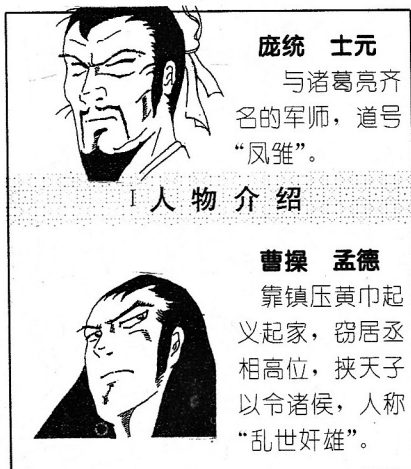 庞统　士元
与诸葛亮齐
名的军师，道号
“凤雏”。
I 人物介绍
曹操　孟德
靠镇压黄巾起
义起家，窃居丞
相高位，挟天子
以令诸侯，人称
“乱世奸雄”。